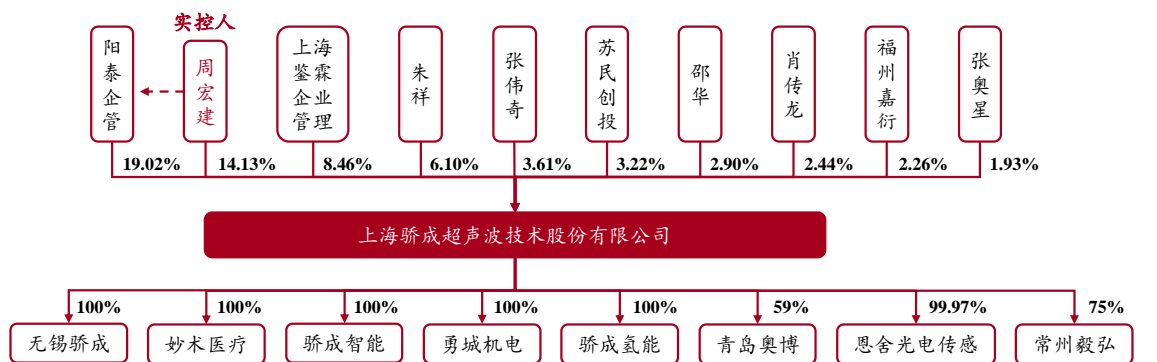 实控人
阳泰企管
周宏建
上海鉴霖企业管理
朱祥
张伟奇
苏民创投
邵华
肖传龙
福州嘉衍
张奥星
19.02% 14.13% 8.46% 6.10% 3.61% 3.22% 2.90% 2.44% 2.26% 1.93%
上海骄成超声波技术股份有限公司
100% 100% 100% 100% 100% 59% 99.97% 75%
无锡骄成 妙术医疗 骄成智能 勇城机电 骄成氢能 青岛奥博 恩舍光电传感 常州毅弘